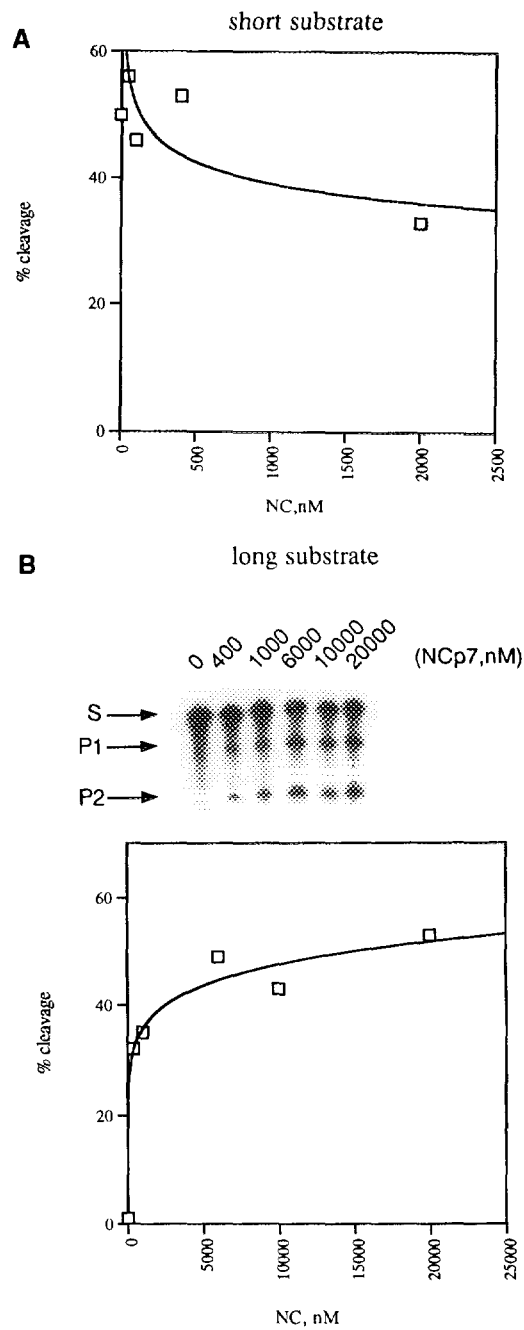 A
short substrate
60
40
20
0
% cleavage
0
500
1000
1500
2000
2500
NC,nM
B
long substrate
0
400
1000
6000
10000
20000
(NCp7,nM)
S
P1
P2
60
40
20
0
% cleavage
0
5000
10000
15000
20000
25000
NC, nM